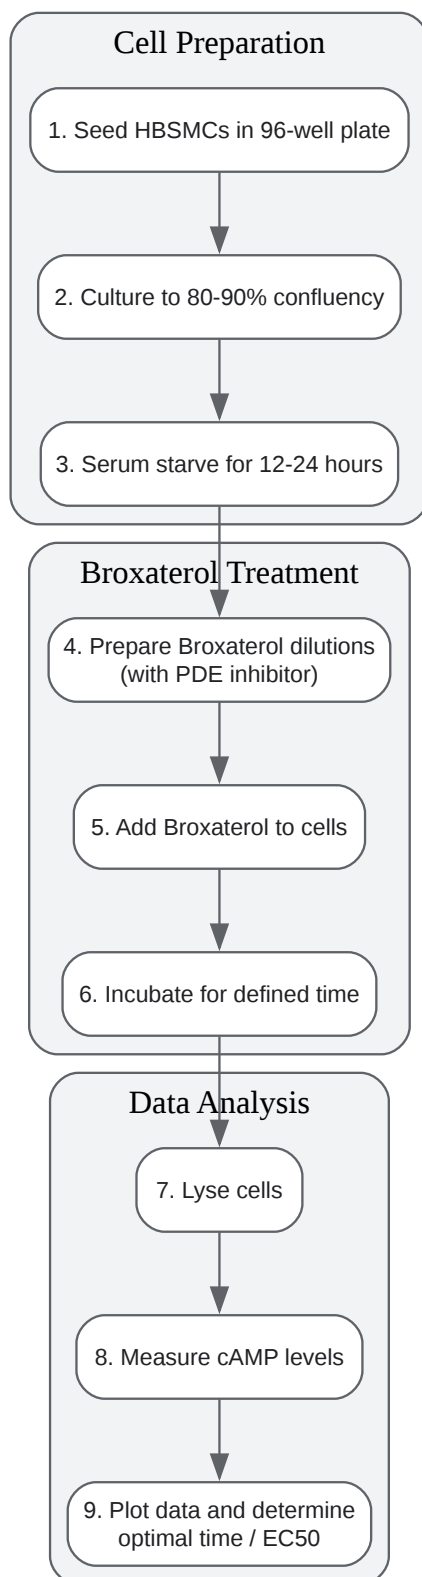 Cell Preparation
1. Seed HBSMCs in 96-well plate
2. Culture to 80-90% confluency
3. Serum starve for 12-24 hours
Broxaterol Treatment
4. Prepare Broxaterol dilutions
(with PDE inhibitor)
5. Add Broxaterol to cells
6. Incubate for defined time
Data Analysis
7. Lyse cells
8. Measure cAMP levels
9. Plot data and determine
optimal time / EC50